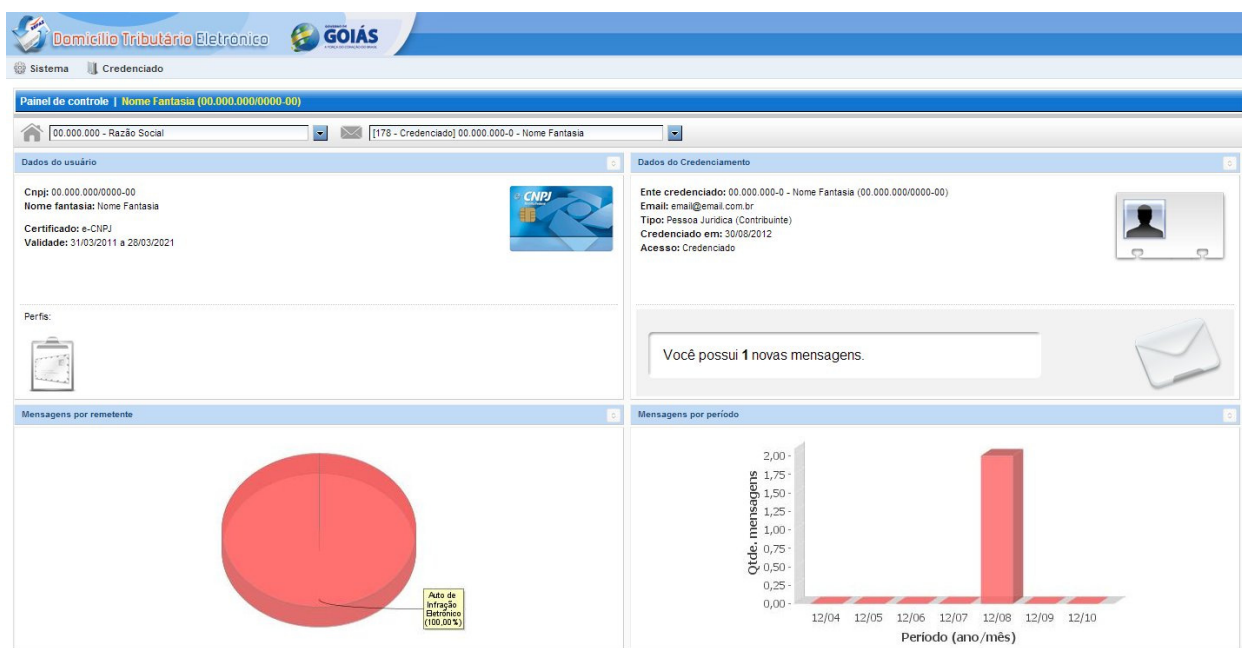 Domicílio Tributário Eletrônico
GOIÁS
Sistema
Credenciado
Painel de controle | Nome Fantasia (00.000.000/0000-00)
00.000.000 - Razão Social
[178 - Credenciado] 00.000.000-0 - Nome Fantasia
Dados do usuário
Cnpj: 00.000.000/0000-00
Nome fantasia: Nome Fantasia
Certificado: e-CNPJ
Validade: 31/03/2011 a 28/03/2021
CNPJ
Perfis:
Dados do Credenciamento
Ente credenciado: 00.000.000-0 - Nome Fantasia (00.000.000/0000-00)
Email: email@email.com.br
Tipo: Pessoa Jurídica (Contribuinte)
Credenciado em: 30/08/2012
Acesso: Credenciado
Você possui 1 novas mensagens.
Mensagens por remetente
Auto de
Infração
Eletrônico
(100,00%)
Mensagens por período
Qtde. mensagens
2,00
1,75
1,50
1,25
1,00
0,75
0,50
0,25
0,00
12/04 12/05 12/06 12/07 12/08 12/09 12/10
Período (ano/mês)